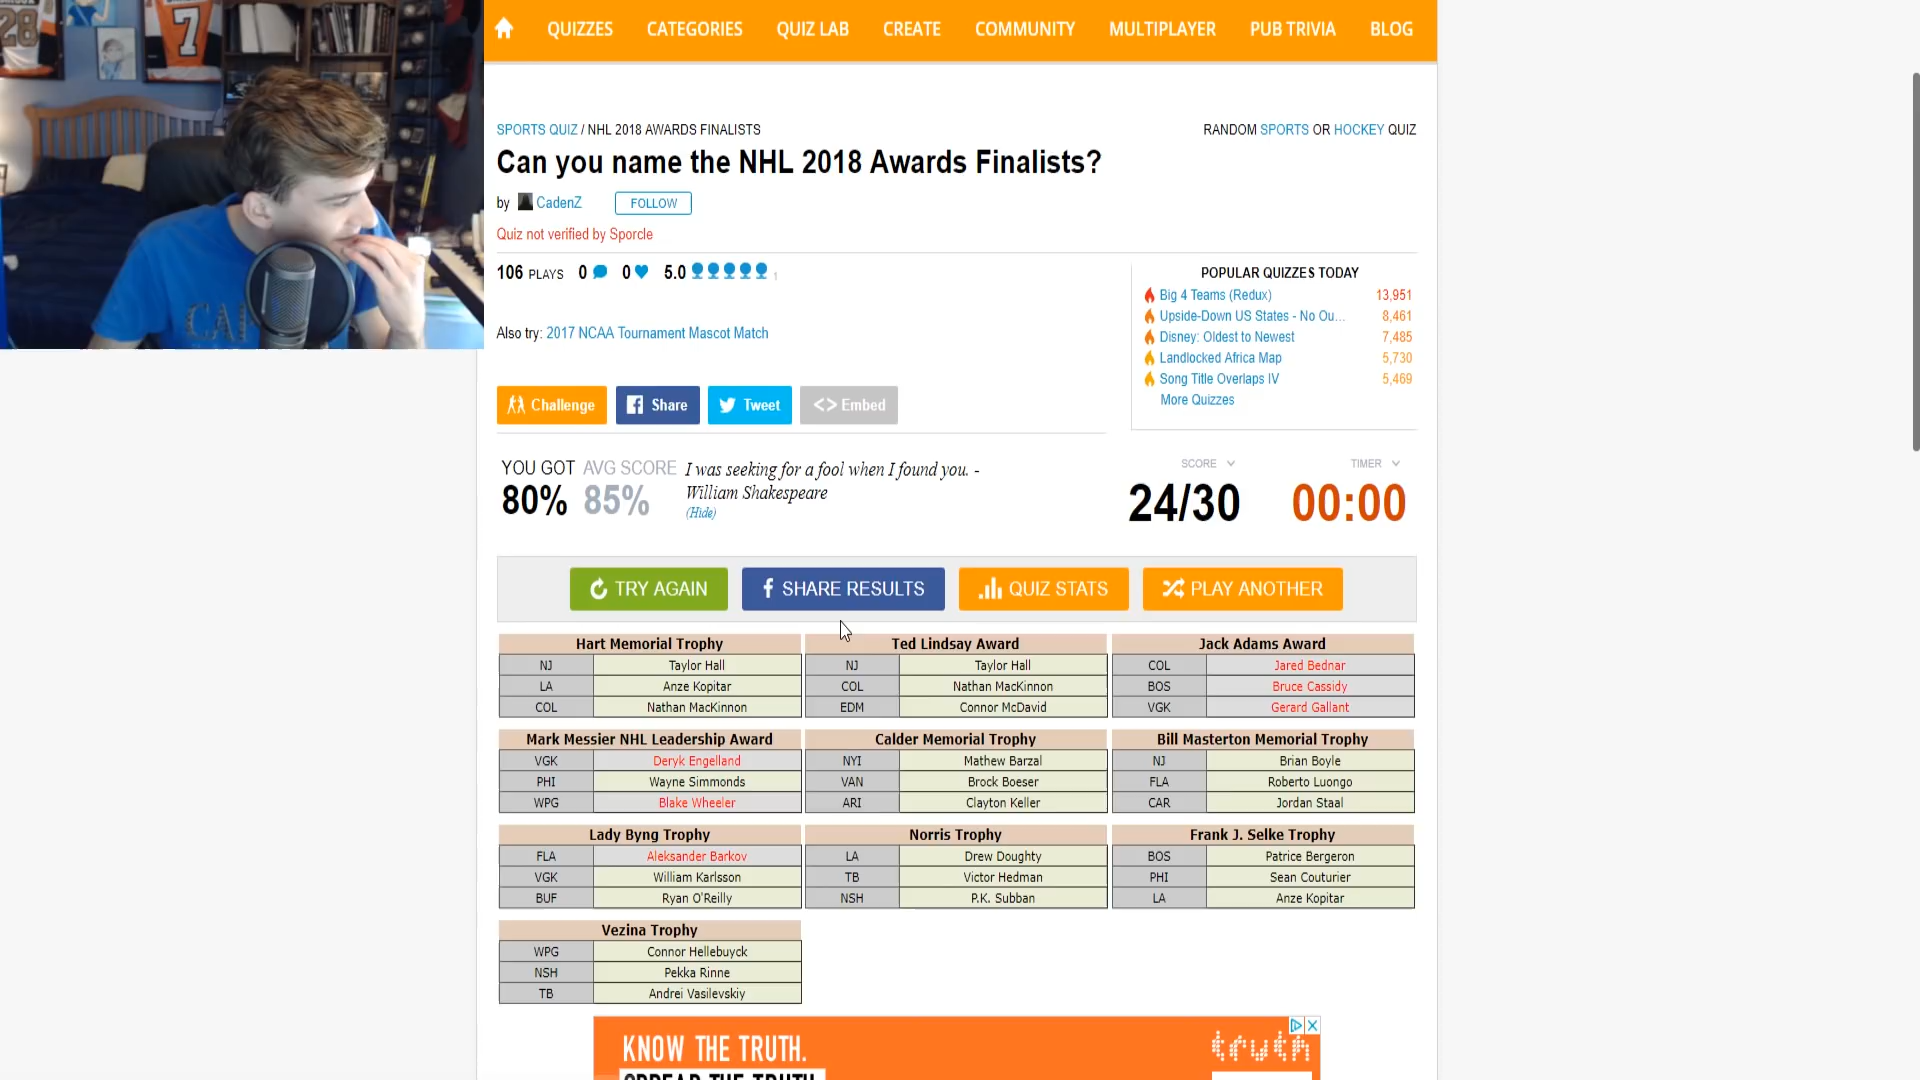 28
7
CAL
QUIZZES CATEGORIES QUIZ LAB CREATE COMMUNITY MULTIPLAYER PUB TRIVIA BLOG
SPORTS QUIZ / NHL 2018 AWARDS FINALISTS
RANDOM SPORTS OR HOCKEY QUIZ
Can you name the NHL 2018 Awards Finalists?
by CadenZ FOLLOW
Quiz not verified by Sporcle
106 PLAYS 0 0 5.0 1
Also try: 2017 NCAA Tournament Mascot Match
POPULAR QUIZZES TODAY
Big 4 Teams (Redux) 13,951
Upside-Down US States - No Ou... 8,461
Disney: Oldest to Newest 7,485
Landlocked Africa Map 5,730
Song Title Overlaps IV 5,469
More Quizzes
Challenge Share Tweet <> Embed
YOU GOT AVG SCORE
80% 85%
I was seeking for a fool when I found you. -
William Shakespeare
(Hide)
SCORE TIMER
24/30 00:00
TRY AGAIN SHARE RESULTS QUIZ STATS PLAY ANOTHER
Hart Memorial Trophy
NJ Taylor Hall
LA Anze Kopitar
COL Nathan MacKinnon
Ted Lindsay Award
NJ Taylor Hall
COL Nathan MacKinnon
EDM Connor McDavid
Jack Adams Award
COL Jared Bednar
BOS Bruce Cassidy
VGK Gerard Gallant
Mark Messier NHL Leadership Award
VGK Deryk Engelland
PHI Wayne Simmonds
WPG Blake Wheeler
Calder Memorial Trophy
NYI Mathew Barzal
VAN Brock Boeser
ARI Clayton Keller
Bill Masterton Memorial Trophy
NJ Brian Boyle
FLA Roberto Luongo
CAR Jordan Staal
Lady Byng Trophy
FLA Aleksander Barkov
VGK William Karlsson
BUF Ryan O'Reilly
Norris Trophy
LA Drew Doughty
TB Victor Hedman
NSH P.K. Subban
Frank J. Selke Trophy
BOS Patrice Bergeron
PHI Sean Couturier
LA Anze Kopitar
Vezina Trophy
WPG Connor Hellebuyck
NSH Pekka Rinne
TB Andrei Vasilevskiy
KNOW THE TRUTH.
SPREAD THE TRUTH.
truth